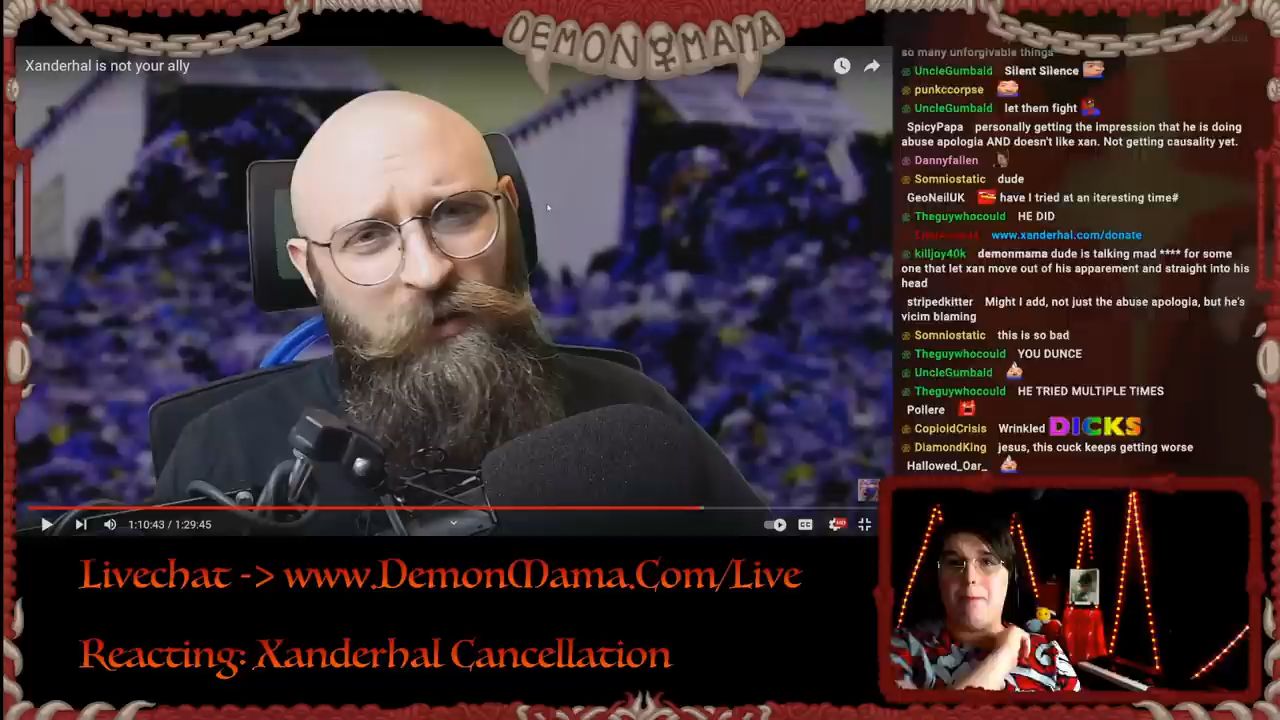 DEMON MAMA
Xanderhal is not your ally
so many unforgivable things
UncleGumbald Silent Silence
punkccorpse
UncleGumbald let them fight
SpicyPapa personally getting the impression that he is doing
abuse apologia AND doesn't like xan. Not getting causality yet.
Dannyfallen
Somniostatic dude
GeoNeilUK have I tried at an iteresting time#
Theguywhocould HE DID
www.xanderhal.com/donate
killjoy40k demonmama dude is talking mad **** for some
one that let xan move out of his apparement and straight into his
head
stripedkitter Might I add, not just the abuse apologia, but he's
vicim blaming
Somniostatic this is so bad
Theguywhocould YOU DUNCE
UncleGumbald
Theguywhocould HE TRIED MULTIPLE TIMES
Pollere
CopioidCrisis Wrinkled DICKS
DiamondKing jesus, this cuck keeps getting worse
Hallowed_Oar_
1:10:43 / 1:29:45
CC
HD
Livechat -> www.DemonMama.Com/Live
Reacting: Xanderhal Cancellation